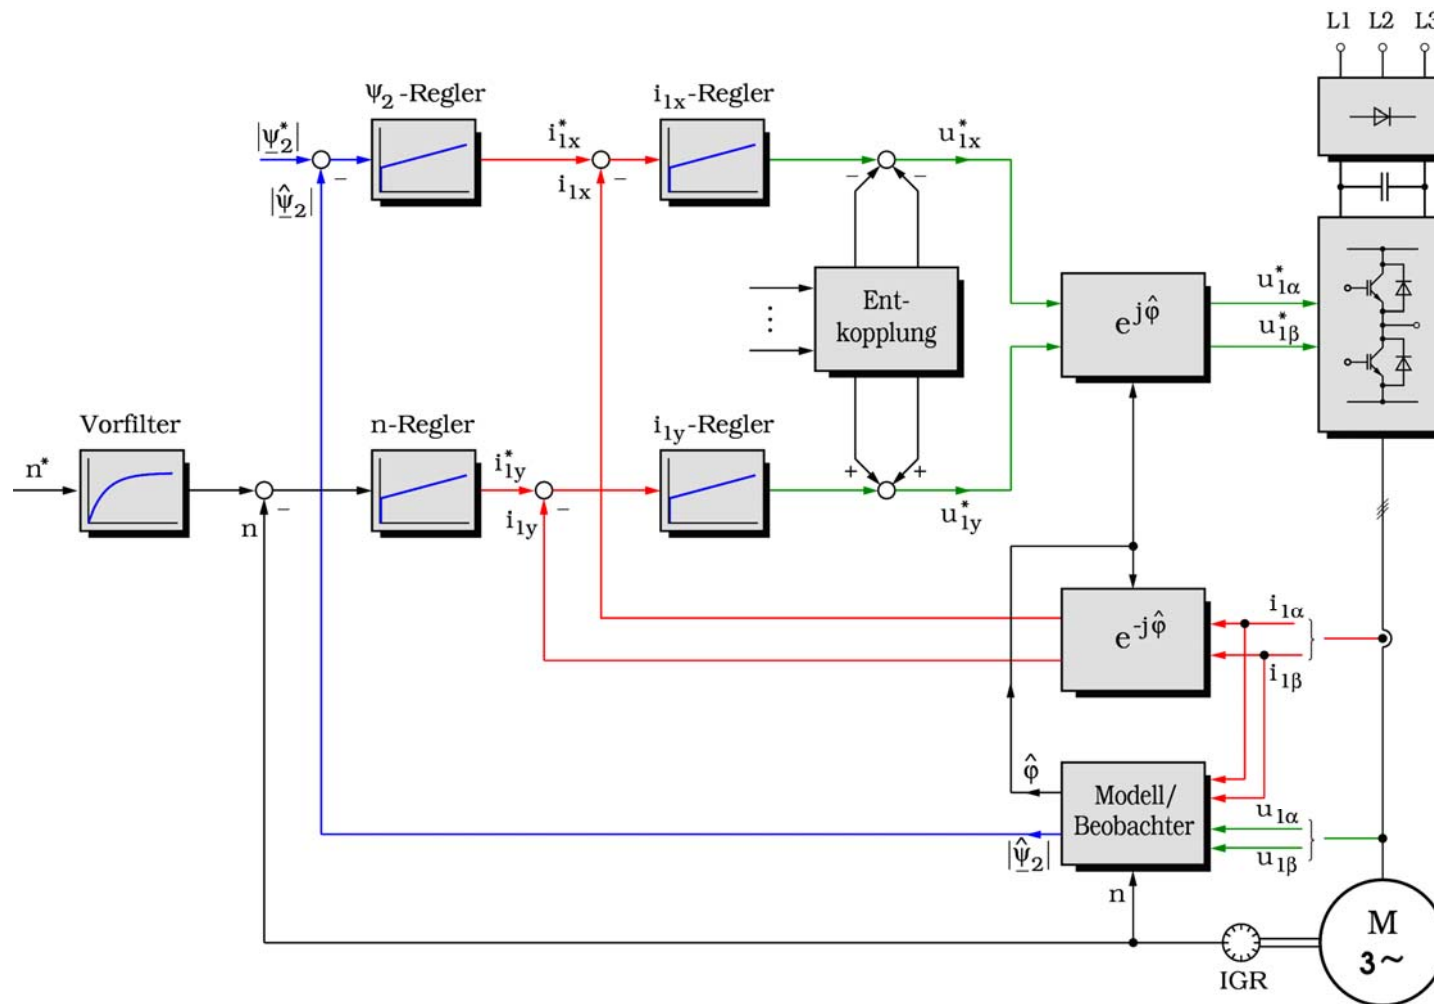 L1 L2 L3
ψ2-Regler
i1x-Regler
|ψ*2|
−
|ψ̂2|
i*1x
i1x
−
− −
u*1x
Ent-
kopplung
e^jφ̂
u*1α
u*1β
Vorfilter
n-Regler
i1y-Regler
n*
n
−
i*1y
i1y
−
+ +
u*1y
e^-jφ̂
i1α
i1β
φ̂
Modell/
Beobachter
|ψ̂2|
u1α
u1β
n
M
3~
IGR